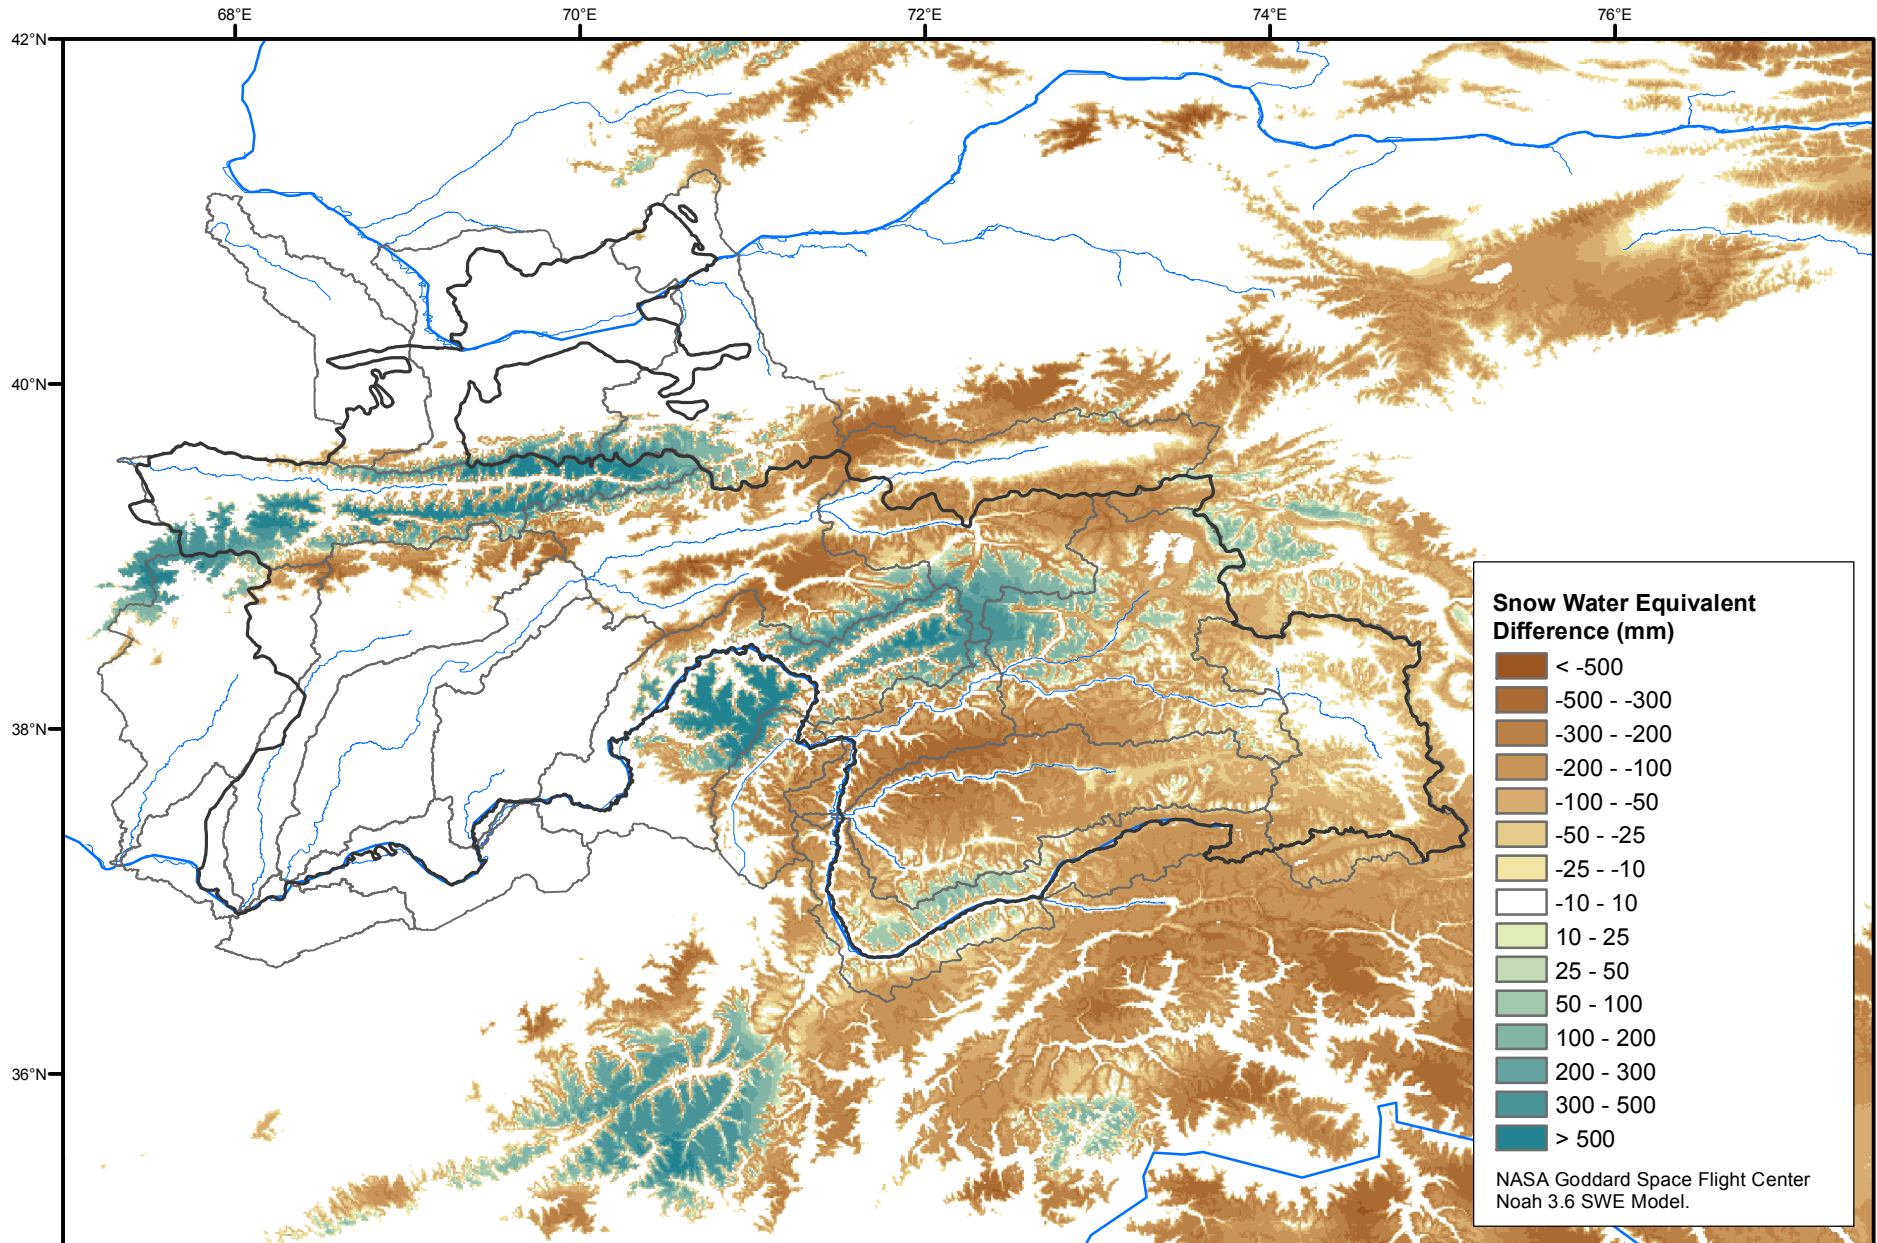 68°E
70°E
72°E
74°E
76°E
42°N
40°N
38°N
36°N
Snow Water Equivalent
Difference (mm)
< -500
-500 - -300
-300 - -200
-200 - -100
-100 - -50
-50 - -25
-25 - -10
-10 - 10
10 - 25
25 - 50
50 - 100
100 - 200
200 - 300
300 - 500
> 500
NASA Goddard Space Flight Center
Noah 3.6 SWE Model.